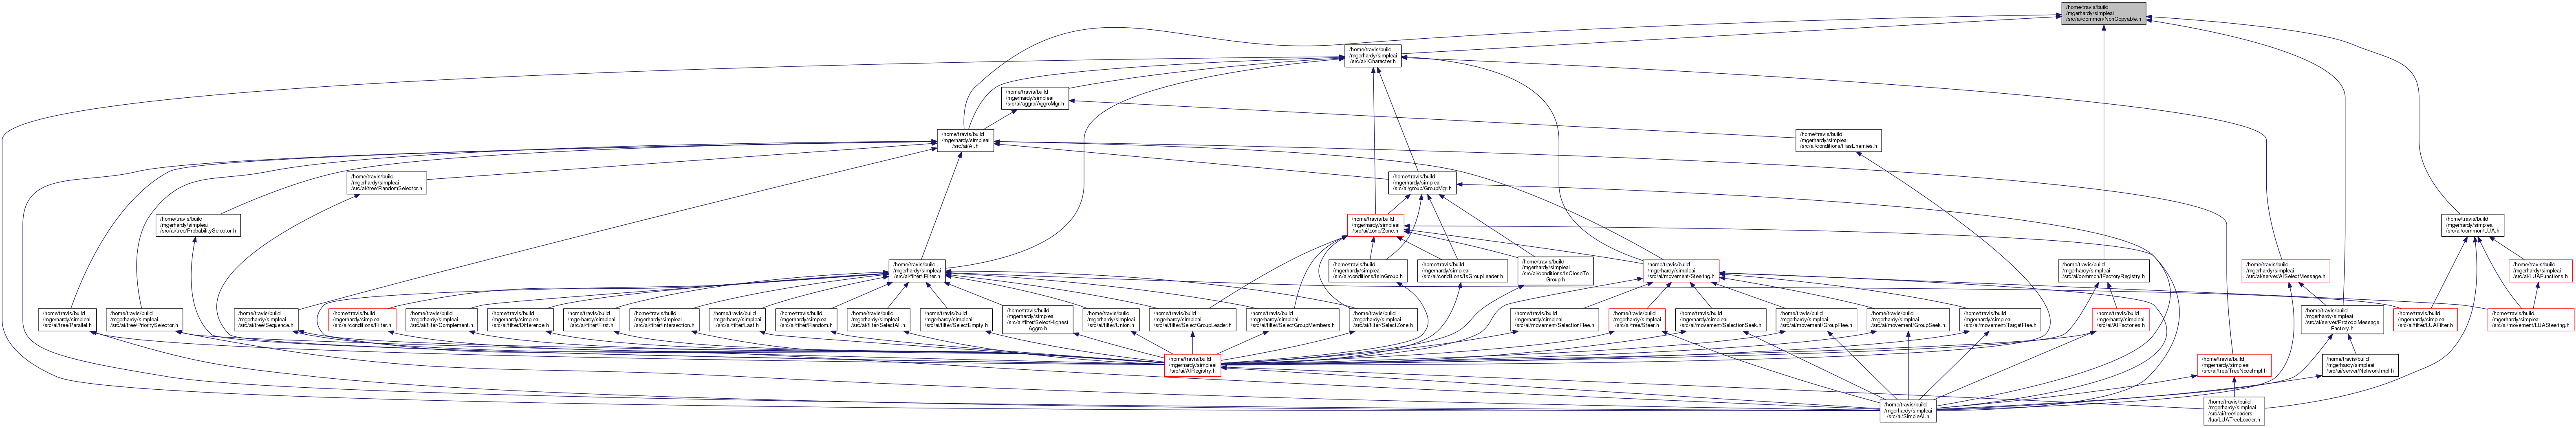 /home/travis/build
/mgerhardy/simpleai
/src/ai/common/NonCopyable.h
/home/travis/build
/mgerhardy/simpleai
/src/ai/ICharacter.h
/home/travis/build
/mgerhardy/simpleai
/src/ai/aggro/AggroMgr.h
/home/travis/build
/mgerhardy/simpleai
/src/ai/AI.h
/home/travis/build
/mgerhardy/simpleai
/src/ai/conditions/HasEnemies.h
/home/travis/build
/mgerhardy/simpleai
/src/ai/tree/RandomSelector.h
/home/travis/build
/mgerhardy/simpleai
/src/ai/group/GroupMgr.h
/home/travis/build
/mgerhardy/simpleai
/src/ai/tree/ProbabilitySelector.h
/home/travis/build
/mgerhardy/simpleai
/src/ai/zone/Zone.h
/home/travis/build
/mgerhardy/simpleai
/src/ai/common/LUA.h
/home/travis/build
/mgerhardy/simpleai
/src/ai/filter/IFilter.h
/home/travis/build
/mgerhardy/simpleai
/src/ai/conditions/IsInGroup.h
/home/travis/build
/mgerhardy/simpleai
/src/ai/conditions/IsGroupLeader.h
/home/travis/build
/mgerhardy/simpleai
/src/ai/conditions/IsCloseTo
Group.h
/home/travis/build
/mgerhardy/simpleai
/src/ai/movement/Steering.h
/home/travis/build
/mgerhardy/simpleai
/src/ai/common/IFactoryRegistry.h
/home/travis/build
/mgerhardy/simpleai
/src/ai/server/AISelectMessage.h
/home/travis/build
/mgerhardy/simpleai
/src/ai/LUAFunctions.h
/home/travis/build
/mgerhardy/simpleai
/src/ai/tree/Parallel.h
/home/travis/build
/mgerhardy/simpleai
/src/ai/tree/PrioritySelector.h
/home/travis/build
/mgerhardy/simpleai
/src/ai/tree/Sequence.h
/home/travis/build
/mgerhardy/simpleai
/src/ai/conditions/Filter.h
/home/travis/build
/mgerhardy/simpleai
/src/ai/filter/Complement.h
/home/travis/build
/mgerhardy/simpleai
/src/ai/filter/Difference.h
/home/travis/build
/mgerhardy/simpleai
/src/ai/filter/First.h
/home/travis/build
/mgerhardy/simpleai
/src/ai/filter/Intersection.h
/home/travis/build
/mgerhardy/simpleai
/src/ai/filter/Last.h
/home/travis/build
/mgerhardy/simpleai
/src/ai/filter/Random.h
/home/travis/build
/mgerhardy/simpleai
/src/ai/filter/SelectAll.h
/home/travis/build
/mgerhardy/simpleai
/src/ai/filter/SelectEmpty.h
/home/travis/build
/mgerhardy/simpleai
/src/ai/filter/SelectHighest
Aggro.h
/home/travis/build
/mgerhardy/simpleai
/src/ai/filter/Union.h
/home/travis/build
/mgerhardy/simpleai
/src/ai/filter/SelectGroupLeader.h
/home/travis/build
/mgerhardy/simpleai
/src/ai/filter/SelectGroupMembers.h
/home/travis/build
/mgerhardy/simpleai
/src/ai/filter/SelectZone.h
/home/travis/build
/mgerhardy/simpleai
/src/ai/movement/SelectionFlee.h
/home/travis/build
/mgerhardy/simpleai
/src/ai/tree/Steer.h
/home/travis/build
/mgerhardy/simpleai
/src/ai/movement/SelectionSeek.h
/home/travis/build
/mgerhardy/simpleai
/src/ai/movement/GroupFlee.h
/home/travis/build
/mgerhardy/simpleai
/src/ai/movement/GroupSeek.h
/home/travis/build
/mgerhardy/simpleai
/src/ai/movement/TargetFlee.h
/home/travis/build
/mgerhardy/simpleai
/src/ai/AIFactories.h
/home/travis/build
/mgerhardy/simpleai
/src/ai/server/ProtocolMessage
Factory.h
/home/travis/build
/mgerhardy/simpleai
/src/ai/filter/LUAFilter.h
/home/travis/build
/mgerhardy/simpleai
/src/ai/movement/LUASteering.h
/home/travis/build
/mgerhardy/simpleai
/src/ai/AIRegistry.h
/home/travis/build
/mgerhardy/simpleai
/src/ai/tree/TreeNodeImpl.h
/home/travis/build
/mgerhardy/simpleai
/src/ai/server/NetworkImpl.h
/home/travis/build
/mgerhardy/simpleai
/src/ai/SimpleAI.h
/home/travis/build
/mgerhardy/simpleai
/src/ai/tree/loaders
/lua/LUATreeLoader.h